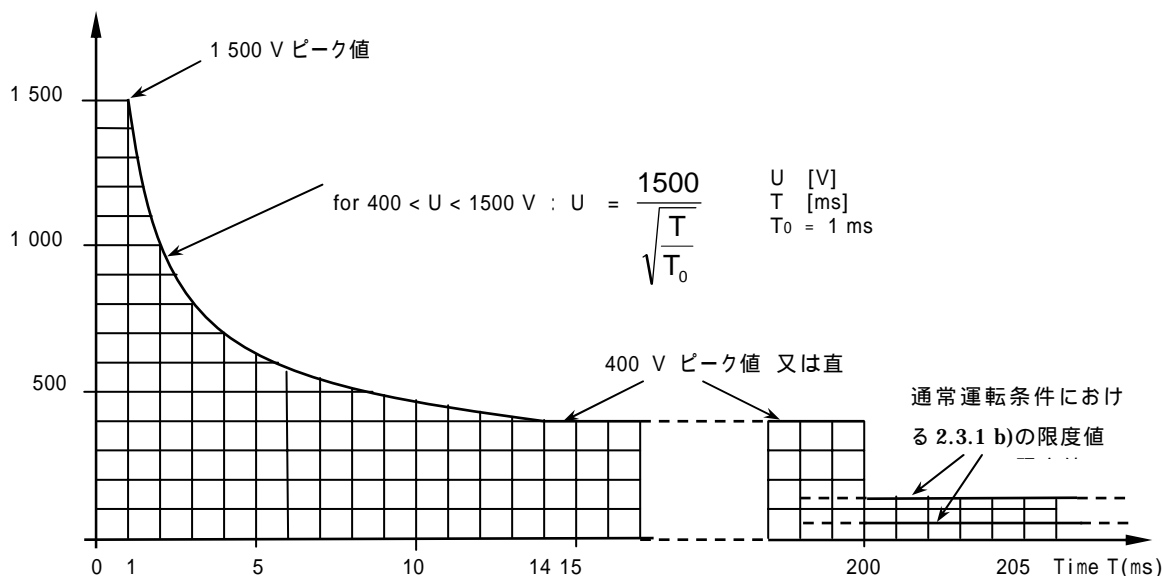 1 500 V ピーク値
1 500
for 400 < U < 1500 V : U = 1500 / √(T/T₀)
U [V]
T [ms]
T₀ = 1 ms
1 000
500
400 V ピーク値 又は直
通常運転条件におけ
る 2.3.1 b)の限度値
0 1 5 10 14 15 200 205 Time T(ms)